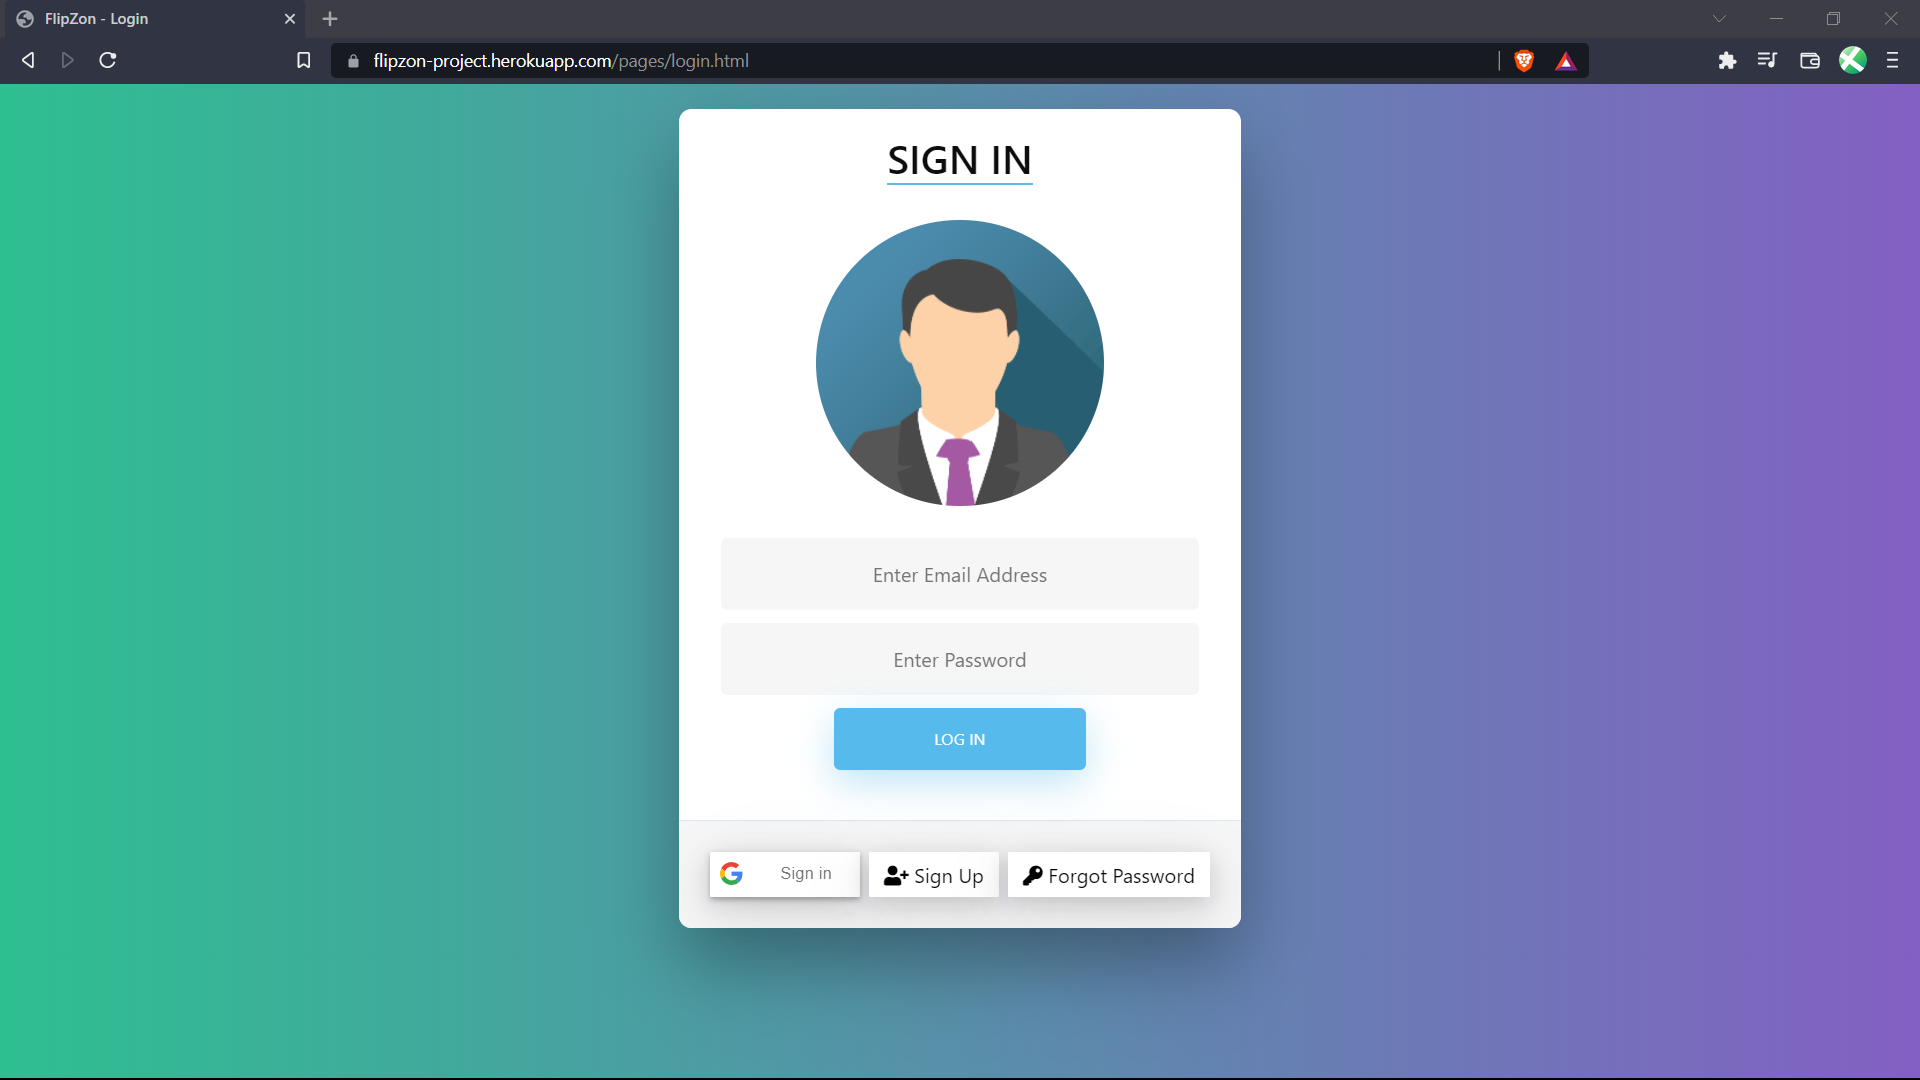 FlipZon - Login
flipzon-project.herokuapp.com/pages/login.html
SIGN IN
Enter Email Address
Enter Password
LOG IN
Sign in
Sign Up
Forgot Password